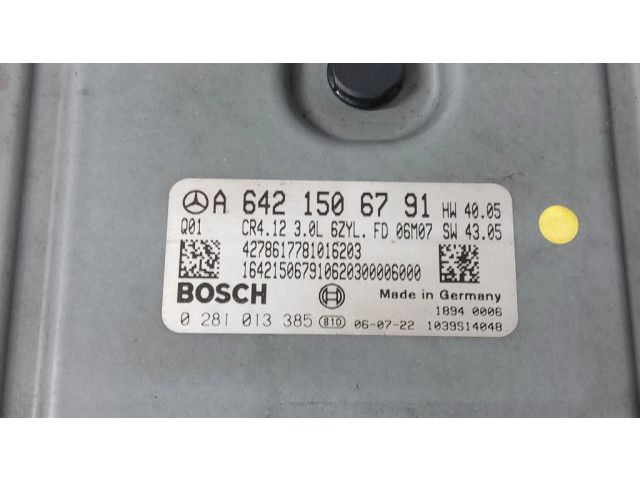 A 642 150 67 91 HW 40.05
Q01 CR4.12 3.0L 6ZYL. FD 06M07 SW 43.05
4278617781016203
16421506791062030006000
BOSCH Made in Germany
1894 0006
0 281 013 385 810 06-07-22 1039S14048